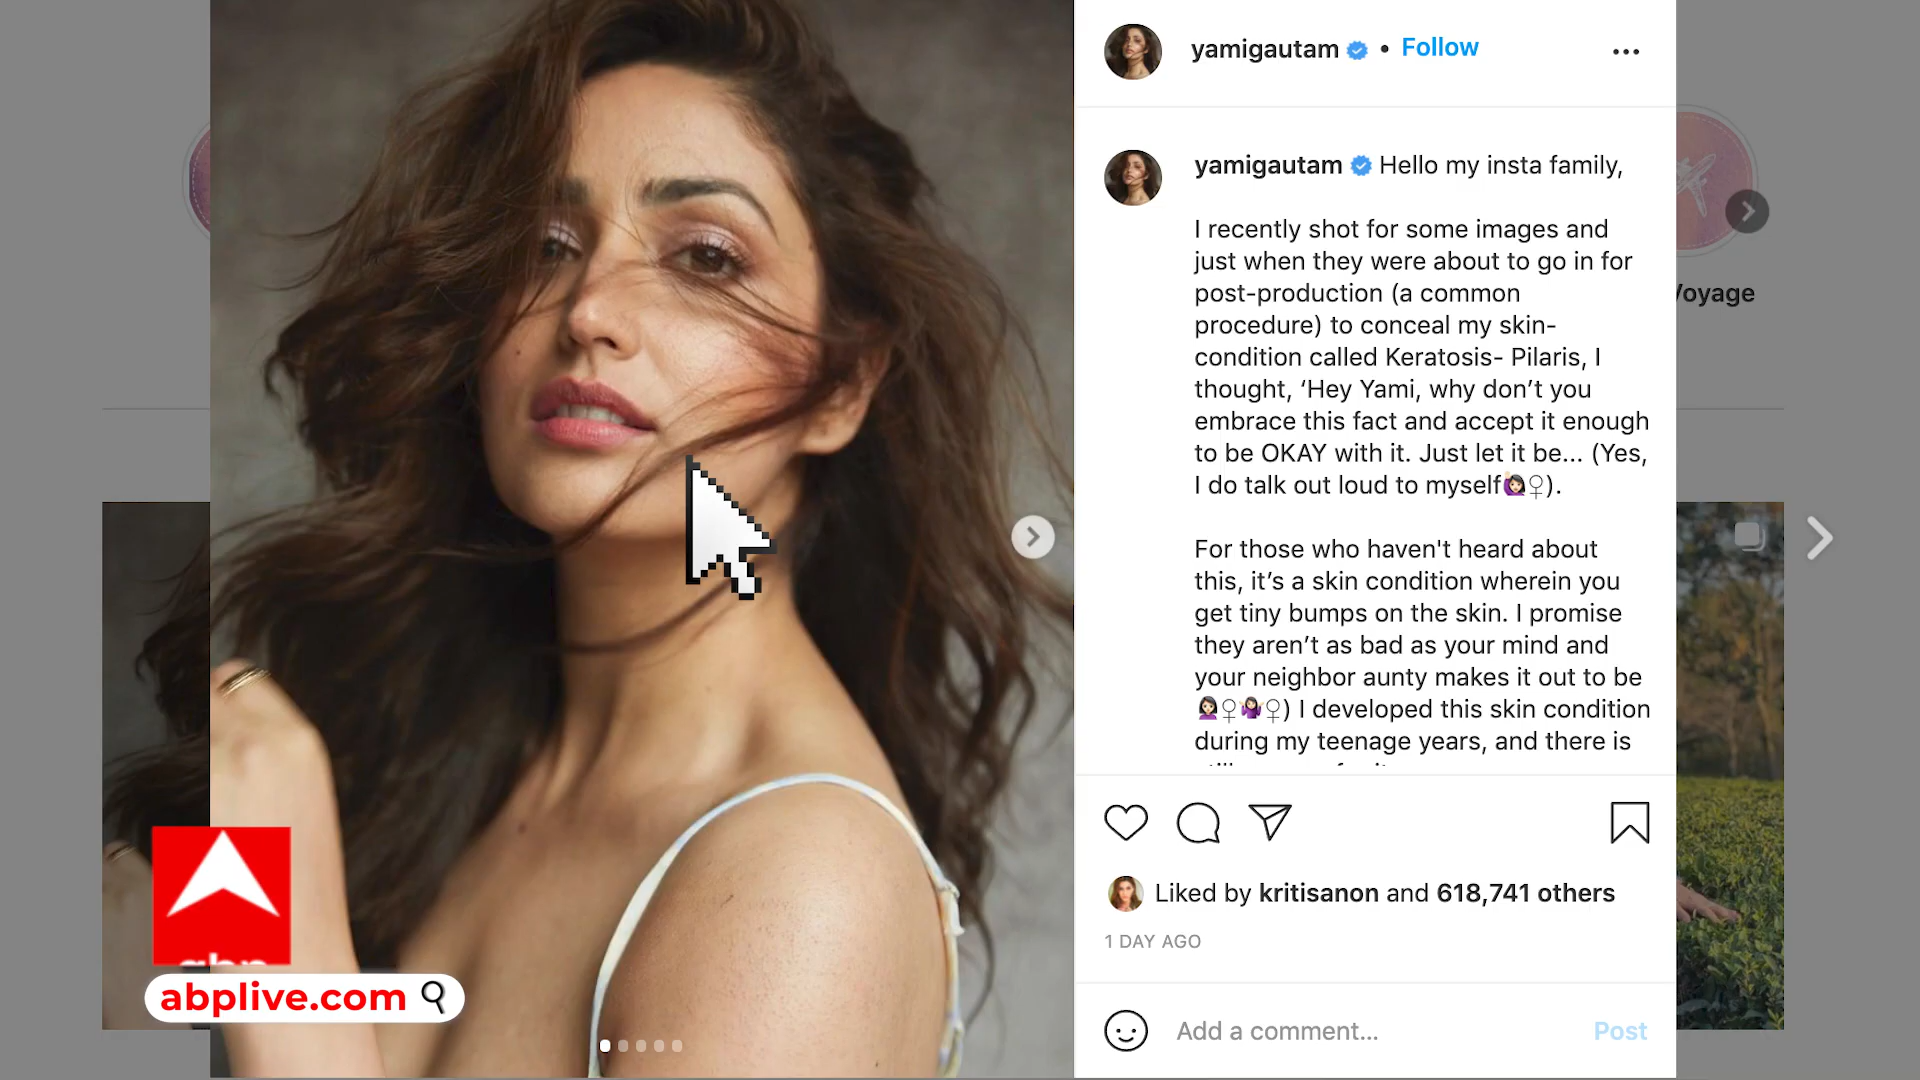 yamigautam • Follow
yamigautam Hello my insta family,
I recently shot for some images and
just when they were about to go in for
post-production (a common
procedure) to conceal my skin-
condition called Keratosis- Pilaris, I
thought, ‘Hey Yami, why don’t you
embrace this fact and accept it enough
to be OKAY with it. Just let it be... (Yes,
I do talk out loud to myself🙋🏻♀).
For those who haven't heard about
this, it’s a skin condition wherein you
get tiny bumps on the skin. I promise
they aren’t as bad as your mind and
your neighbor aunty makes it out to be
🙍🏻♀🤷🏻♀) I developed this skin condition
during my teenage years, and there is
Liked by kritisanon and 618,741 others
1 DAY AGO
Add a comment...
Post
Voyage
abp
abplive.com